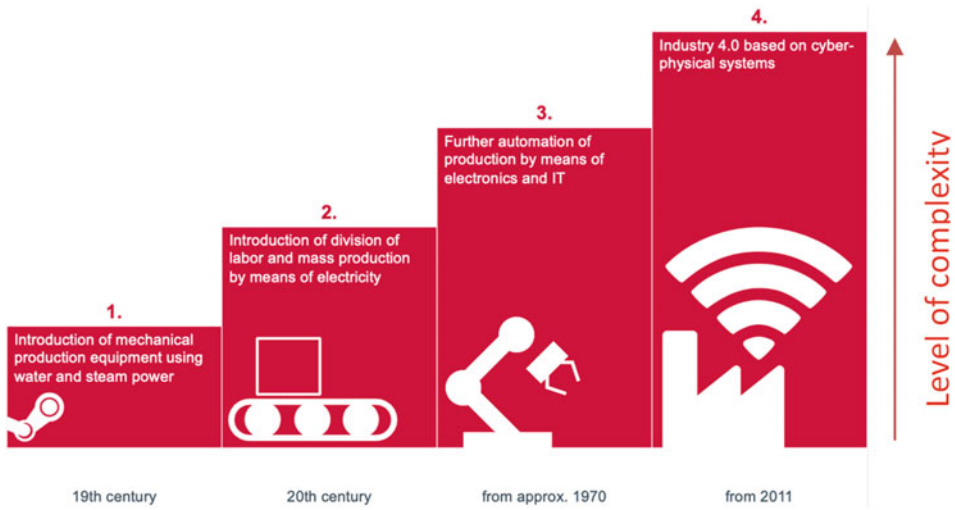 1.
Introduction of mechanical
production equipment using
water and steam power
19th century
2.
Introduction of division of
labor and mass production
by means of electricity
20th century
3.
Further automation of
production by means of
electronics and IT
from approx. 1970
4.
Industry 4.0 based on cyber-
physical systems
from 2011
Level of complexity